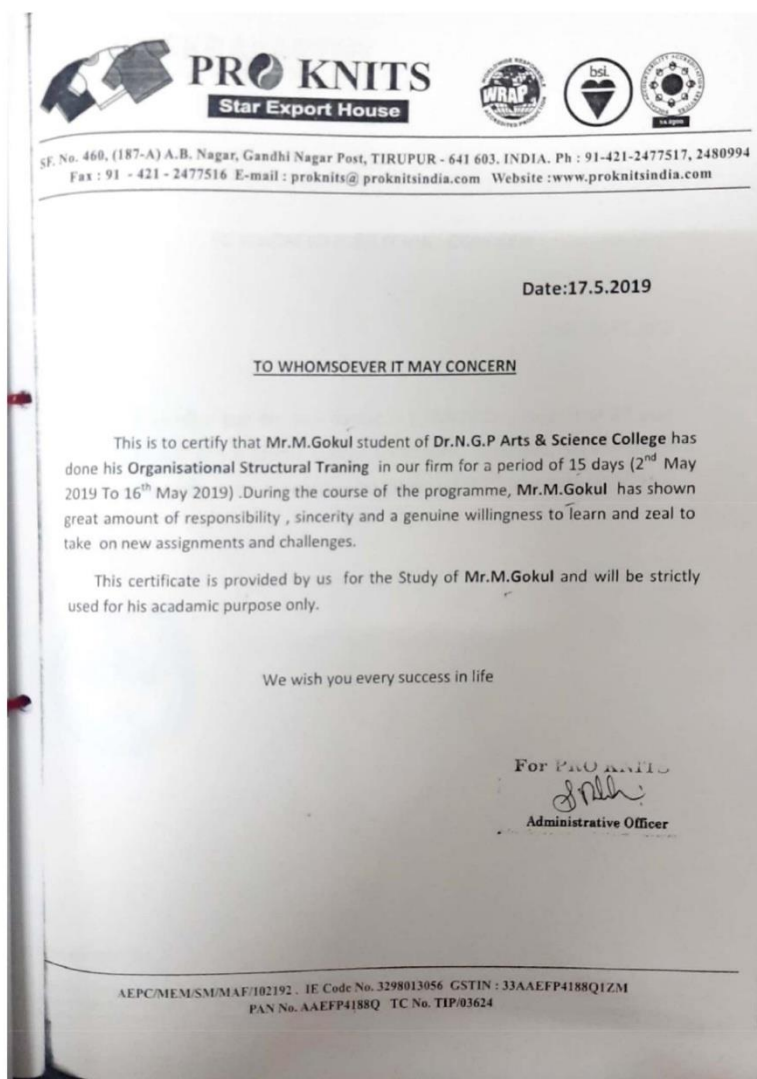 PRO KNITS
Star Export House
WRAP
bsi.
SF. No. 460, (187-A) A.B. Nagar, Gandhi Nagar Post, TIRUPUR - 641 603. INDIA. Ph : 91-421-2477517, 2480994
Fax : 91 - 421 - 2477516 E-mail : proknits@ proknitsindia.com Website :www.proknitsindia.com
Date:17.5.2019
TO WHOMSOEVER IT MAY CONCERN
This is to certify that Mr.M.Gokul student of Dr.N.G.P Arts & Science College has
done his Organisational Structural Traning in our firm for a period of 15 days (2nd May
2019 To 16th May 2019) .During the course of the programme, Mr.M.Gokul has shown
great amount of responsibility , sincerity and a genuine willingness to learn and zeal to
take on new assignments and challenges.
This certificate is provided by us for the Study of Mr.M.Gokul and will be strictly
used for his acadamic purpose only.
We wish you every success in life
For PRO KNITS
Administrative Officer
AEPC/MEM/SM/MAF/102192 . IE Code No. 3298013056 GSTIN : 33AAEFP4188Q1ZM
PAN No. AAEFP4188Q TC No. TIP/03624